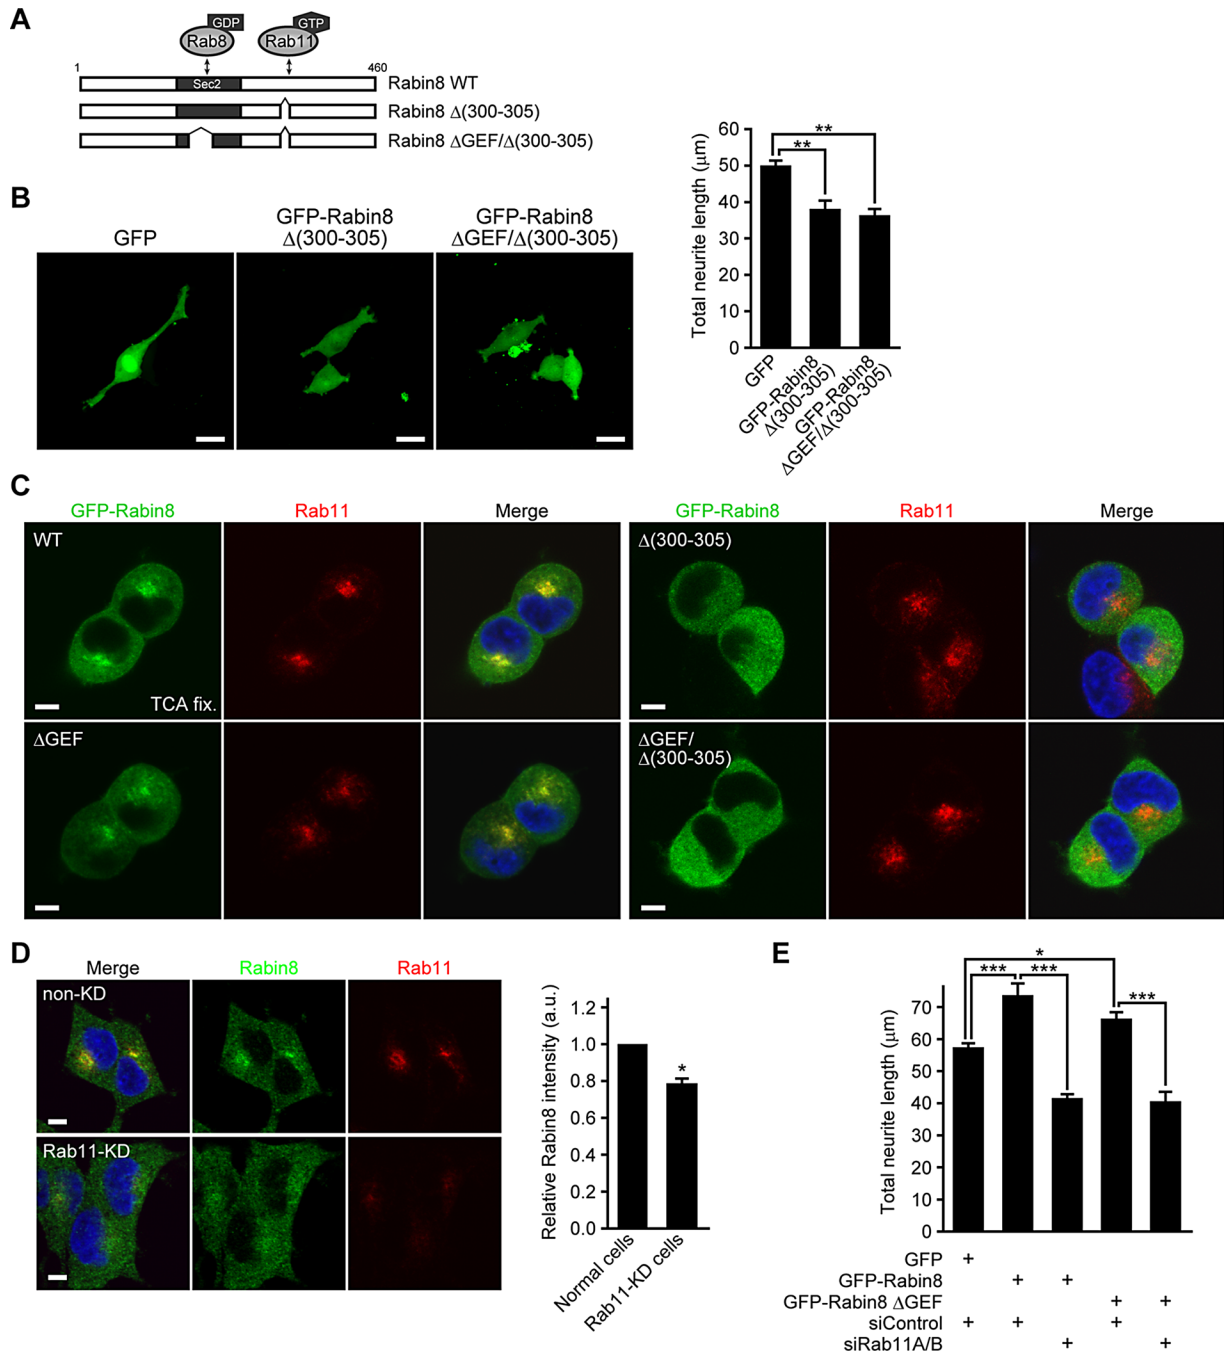 A
GDP
GTP
Rab8
Rab11
1
460
Sec2
Rabin8 WT
Rabin8 Δ(300-305)
Rabin8 ΔGEF/Δ(300-305)
B
GFP
GFP-Rabin8
Δ(300-305)
GFP-Rabin8
ΔGEF/Δ(300-305)
Total neurite length (μm)
60
50
40
30
20
10
0
**
**
GFP
GFP-Rabin8
Δ(300-305)
GFP-Rabin8
ΔGEF/Δ(300-305)
C
GFP-Rabin8
Rab11
Merge
GFP-Rabin8
Rab11
Merge
WT
TCA fix.
Δ(300-305)
ΔGEF
ΔGEF/
Δ(300-305)
D
Merge
Rabin8
Rab11
non-KD
Rab11-KD
Relative Rabin8 intensity (a.u.)
1.2
1.0
0.8
0.6
0.4
0.2
0.0
*
Normal cells
Rab11-KD cells
E
Total neurite length (μm)
70
60
50
40
30
20
10
0
*
*** ***
***
GFP +
GFP-Rabin8 + +
GFP-Rabin8 ΔGEF + +
siControl + + +
siRab11A/B + +